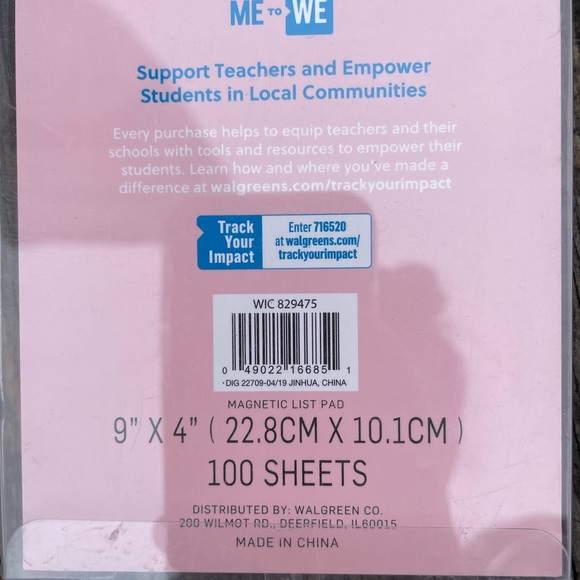 ME TO WE
Support Teachers and Empower
Students in Local Communities
Every purchase helps to equip teachers and their
schools with tools and resources to empower their
students. Learn how and where you've made a
difference at walgreens.com/trackyourimpact
Track
Your
Impact
Enter 716520
at walgreens.com/
trackyourimpact
WIC 829475
0 49022 16685 1
·DIG 22709-04/19 JINHUA, CHINA
MAGNETIC LIST PAD
9" X 4" ( 22.8CM X 10.1CM )
100 SHEETS
DISTRIBUTED BY: WALGREEN CO.
200 WILMOT RD., DEERFIELD, IL60015
MADE IN CHINA